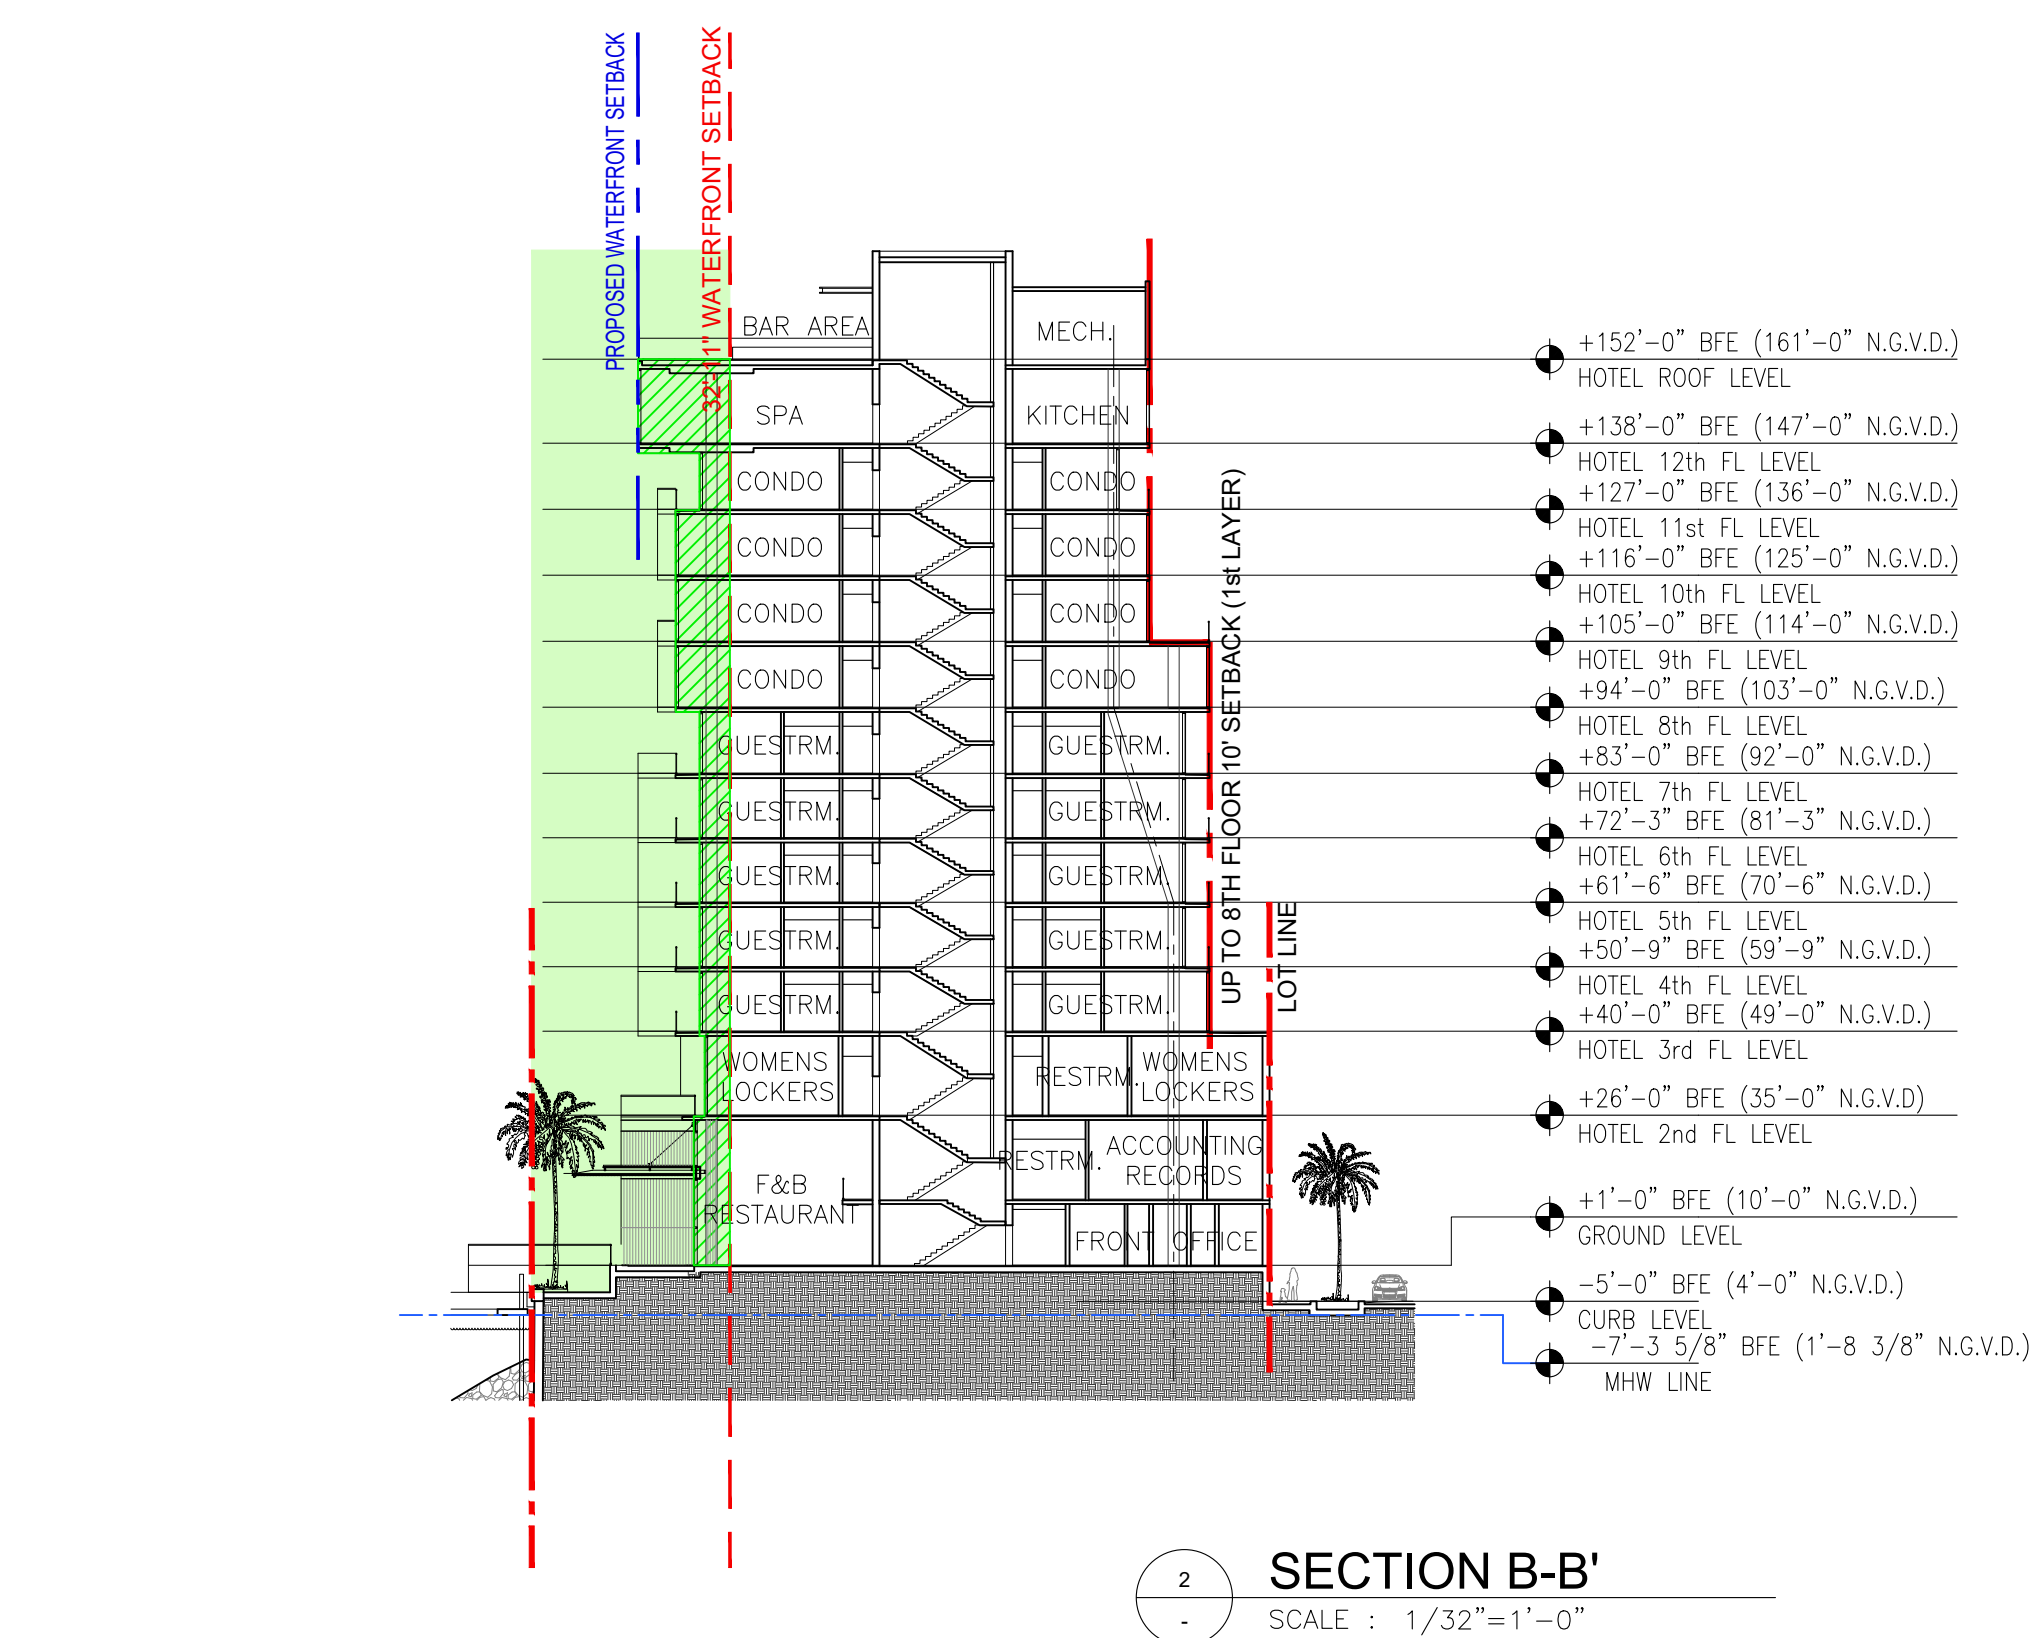 PROPOSED WATERFRONT SETBACK
32'-11" WATERFRONT SETBACK
BAR AREA
MECH.
SPA
KITCHEN
CONDO
CONDO
CONDO
CONDO
CONDO
CONDO
CONDO
CONDO
GUESTRM.
GUESTRM.
GUESTRM.
GUESTRM.
GUESTRM.
GUESTRM.
GUESTRM.
GUESTRM.
GUESTRM.
GUESTRM.
WOMENS
LOCKERS
RESTRM.
WOMENS
LOCKERS
F&B
RESTAURANT
RESTRM.
ACCOUNTING
RECORDS
FRONT OFFICE
UP TO 8TH FLOOR 10' SETBACK (1st LAYER)
LOT LINE
+152'-0" BFE (161'-0" N.G.V.D.)
HOTEL ROOF LEVEL
+138'-0" BFE (147'-0" N.G.V.D.)
HOTEL 12th FL LEVEL
+127'-0" BFE (136'-0" N.G.V.D.)
HOTEL 11st FL LEVEL
+116'-0" BFE (125'-0" N.G.V.D.)
HOTEL 10th FL LEVEL
+105'-0" BFE (114'-0" N.G.V.D.)
HOTEL 9th FL LEVEL
+94'-0" BFE (103'-0" N.G.V.D.)
HOTEL 8th FL LEVEL
+83'-0" BFE (92'-0" N.G.V.D.)
HOTEL 7th FL LEVEL
+72'-3" BFE (81'-3" N.G.V.D.)
HOTEL 6th FL LEVEL
+61'-6" BFE (70'-6" N.G.V.D.)
HOTEL 5th FL LEVEL
+50'-9" BFE (59'-9" N.G.V.D.)
HOTEL 4th FL LEVEL
+40'-0" BFE (49'-0" N.G.V.D.)
HOTEL 3rd FL LEVEL
+26'-0" BFE (35'-0" N.G.V.D)
HOTEL 2nd FL LEVEL
+1'-0" BFE (10'-0" N.G.V.D.)
GROUND LEVEL
-5'-0" BFE (4'-0" N.G.V.D.)
CURB LEVEL
-7'-3 5/8" BFE (1'-8 3/8" N.G.V.D.)
MHW LINE
2
-
SECTION B-B'
SCALE : 1/32"=1'-0"